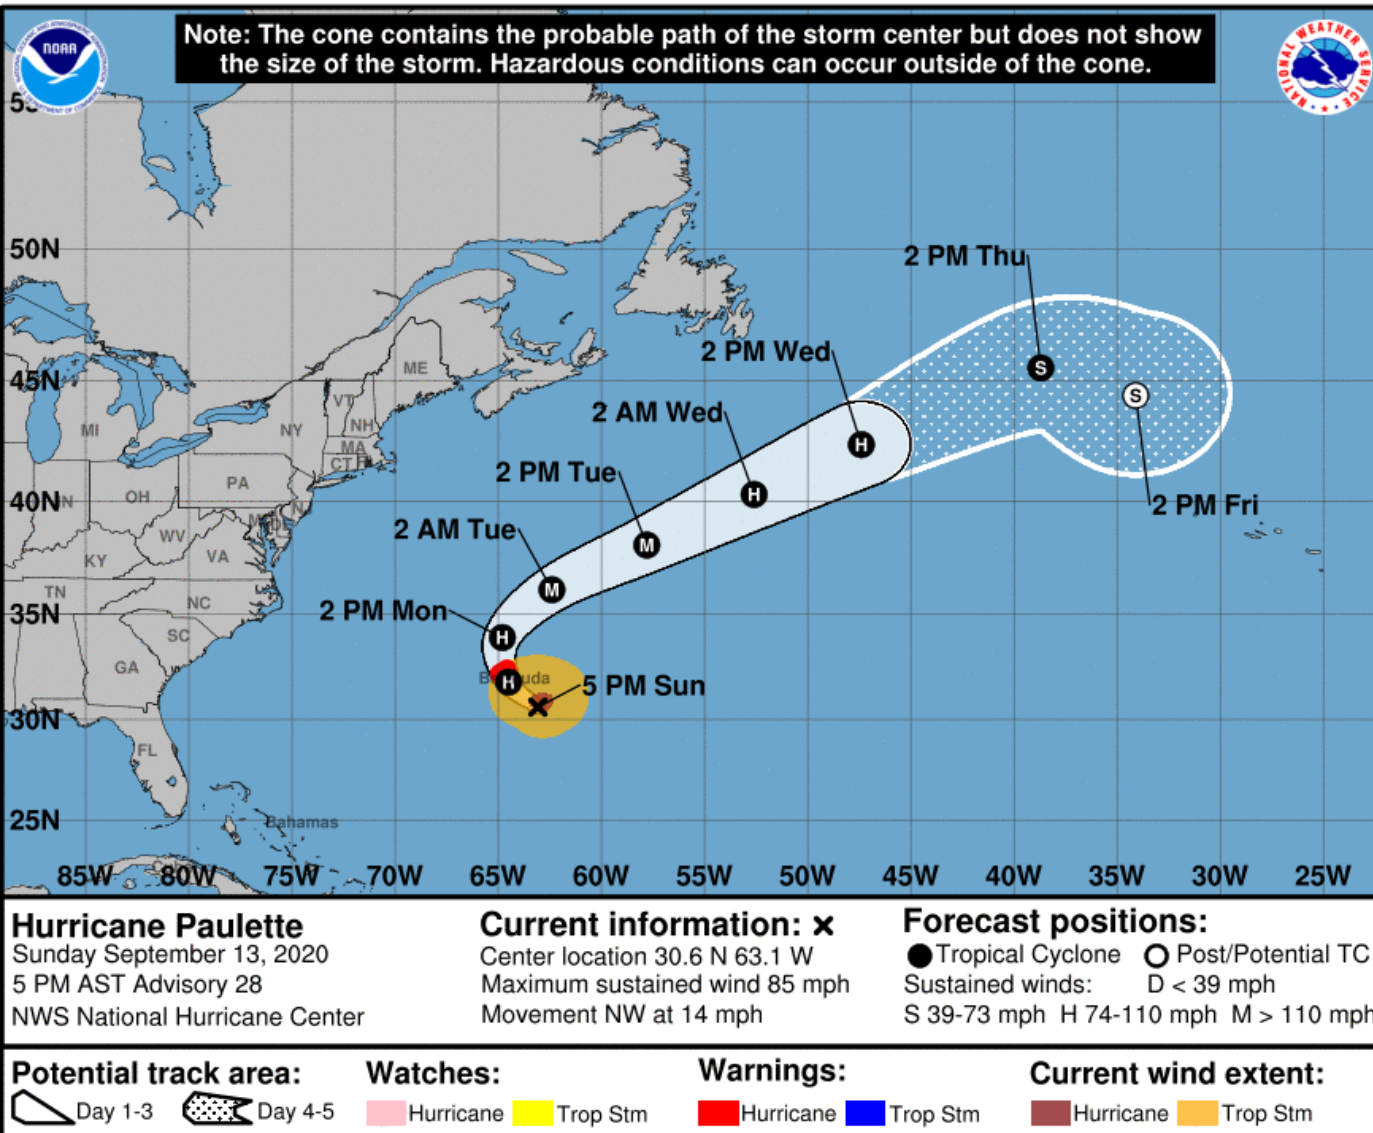 Note: The cone contains the probable path of the storm center but does not show
the size of the storm. Hazardous conditions can occur outside of the cone.
NOAA
NATIONAL WEATHER SERVICE
50N
45N
40N
35N
30N
25N
85W 80W 75W 70W 65W 60W 55W 50W 45W 40W 35W 30W 25W
2 PM Thu
2 PM Wed
2 AM Wed
2 PM Tue
2 PM Fri
2 AM Tue
2 PM Mon
5 PM Sun
S
S
H
H
M
M
H
H
ME
VT
NH
MA
CT
NY
MI
PA
OH
WV
VA
KY
TN
NC
SC
GA
FL
Bahamas
Hurricane Paulette
Sunday September 13, 2020
5 PM AST Advisory 28
NWS National Hurricane Center
Current information: x
Center location 30.6 N 63.1 W
Maximum sustained wind 85 mph
Movement NW at 14 mph
Forecast positions:
Tropical Cyclone Post/Potential TC
Sustained winds: D < 39 mph
S 39-73 mph H 74-110 mph M > 110 mph
Potential track area:
Day 1-3 Day 4-5
Watches:
Hurricane Trop Stm
Warnings:
Hurricane Trop Stm
Current wind extent:
Hurricane Trop Stm